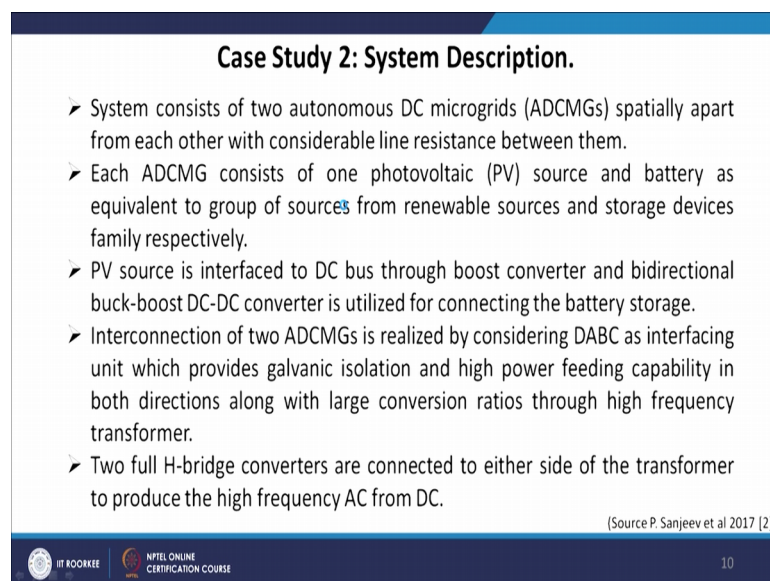 Case Study 2: System Description.
➤ System consists of two autonomous DC microgrids (ADCMGs) spatially apart
from each other with considerable line resistance between them.
➤ Each ADCMG consists of one photovoltaic (PV) source and battery as
equivalent to group of sources from renewable sources and storage devices
family respectively.
➤ PV source is interfaced to DC bus through boost converter and bidirectional
buck-boost DC-DC converter is utilized for connecting the battery storage.
➤ Interconnection of two ADCMGs is realized by considering DABC as interfacing
unit which provides galvanic isolation and high power feeding capability in
both directions along with large conversion ratios through high frequency
transformer.
➤ Two full H-bridge converters are connected to either side of the transformer
to produce the high frequency AC from DC.
(Source P. Sanjeev et al 2017 [2
IIT ROORKEE
NPTEL ONLINE
CERTIFICATION COURSE
10